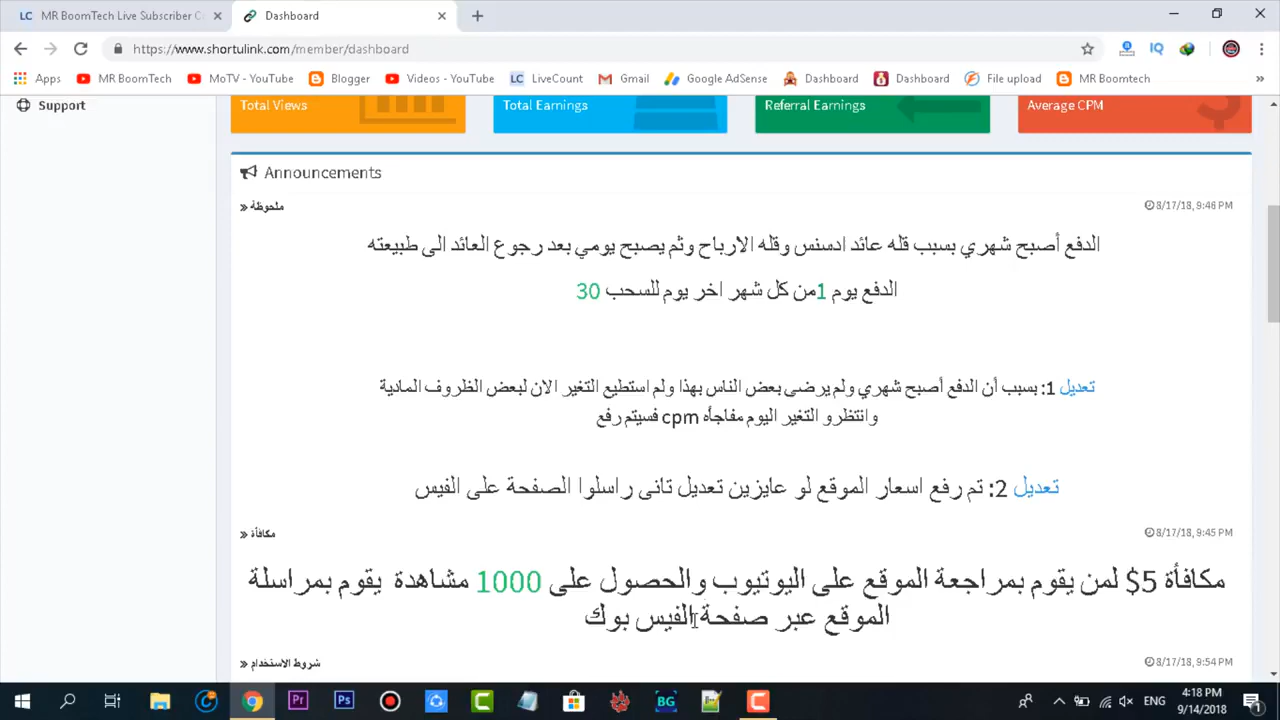 MR BoomTech Live Subscriber C
Dashboard
https://www.shortulink.com/member/dashboard
Apps
MR BoomTech
MoTV - YouTube
Blogger
Videos - YouTube
LiveCount
Gmail
Google AdSense
Dashboard
Dashboard
File upload
MR Boomtech
»
Support
Total Views
Total Earnings
Referral Earnings
Average CPM
Announcements
ملحوظة »
8/17/18, 9:46 PM
الدفع أصبح شهري بسبب قله عائد ادسنس وقله الارباح وثم يصبح يومي بعد رجوع العائد الى طبيعته
الدفع يوم 1من كل شهر اخر يوم للسحب 30
تعديل 1: بسبب أن الدفع أصبح شهري ولم يرضى بعض الناس بهذا ولم استطيع التغير الان لبعض الظروف المادية
وانتظرو التغير اليوم مفاجأه cpm فسيتم رفع
تعديل 2: تم رفع اسعار الموقع لو عايزين تعديل تانى راسلوا الصفحة على الفيس
مكافأة »
8/17/18, 9:45 PM
مكافأة 5$ لمن يقوم بمراجعة الموقع على اليوتيوب والحصول على 1000 مشاهدة يقوم بمراسلة
الموقع عبر صفحة الفيس بوك
شروط الاستخدام »
8/17/18, 9:54 PM
ENG
4:18 PM
9/14/2018